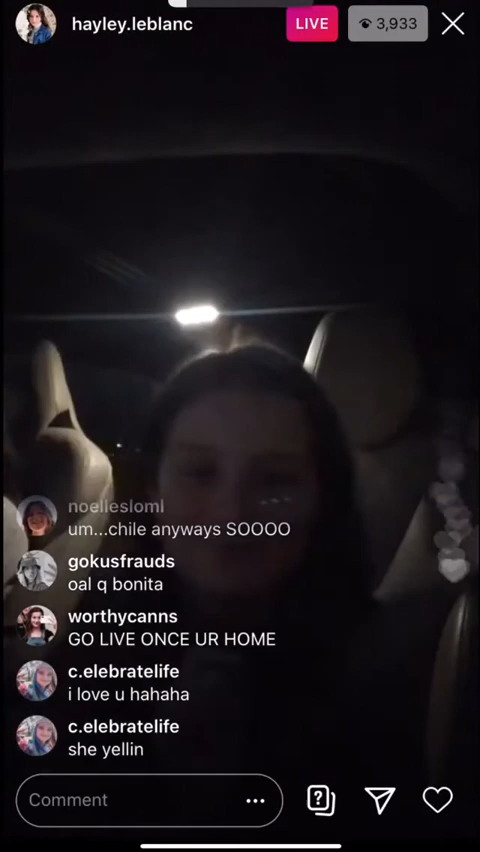 hayley.leblanc
LIVE
3,933
noellesloml
um...chile anyways SOOOO
gokusfrauds
oal q bonita
worthycanns
GO LIVE ONCE UR HOME
c.elebratelife
i love u hahaha
c.elebratelife
she yellin
Comment